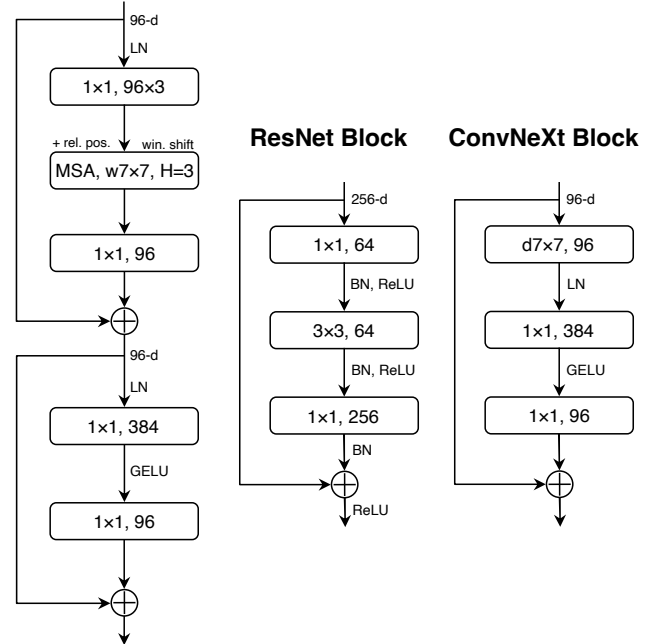 96-d
LN
1×1, 96×3
+ rel. pos. win. shift
MSA, w7×7, H=3
1×1, 96
96-d
LN
1×1, 384
GELU
1×1, 96
ResNet Block
256-d
1×1, 64
BN, ReLU
3×3, 64
BN, ReLU
1×1, 256
BN
ReLU
ConvNeXt Block
96-d
d7×7, 96
LN
1×1, 384
GELU
1×1, 96